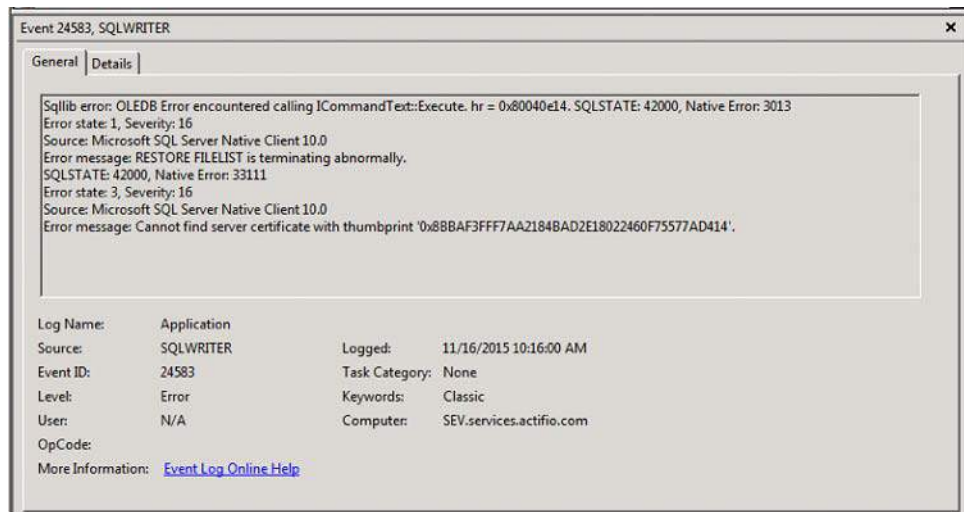 Event 24583, SQLWRITER
General Details
Sqllib error: OLEDB Error encountered calling ICommandText::Execute. hr = 0x80040e14. SQLSTATE: 42000, Native Error: 3013
Error state: 1, Severity: 16
Source: Microsoft SQL Server Native Client 10.0
Error message: RESTORE FILELIST is terminating abnormally.
SQLSTATE: 42000, Native Error: 33111
Error state: 3, Severity: 16
Source: Microsoft SQL Server Native Client 10.0
Error message: Cannot find server certificate with thumbprint '0x8BBAF3FFF7AA2184BAD2E18022460F75577AD414'.
Log Name: Application
Source: SQLWRITER Logged: 11/16/2015 10:16:00 AM
Event ID: 24583 Task Category: None
Level: Error Keywords: Classic
User: N/A Computer: SEV.services.actifio.com
OpCode:
More Information: Event Log Online Help